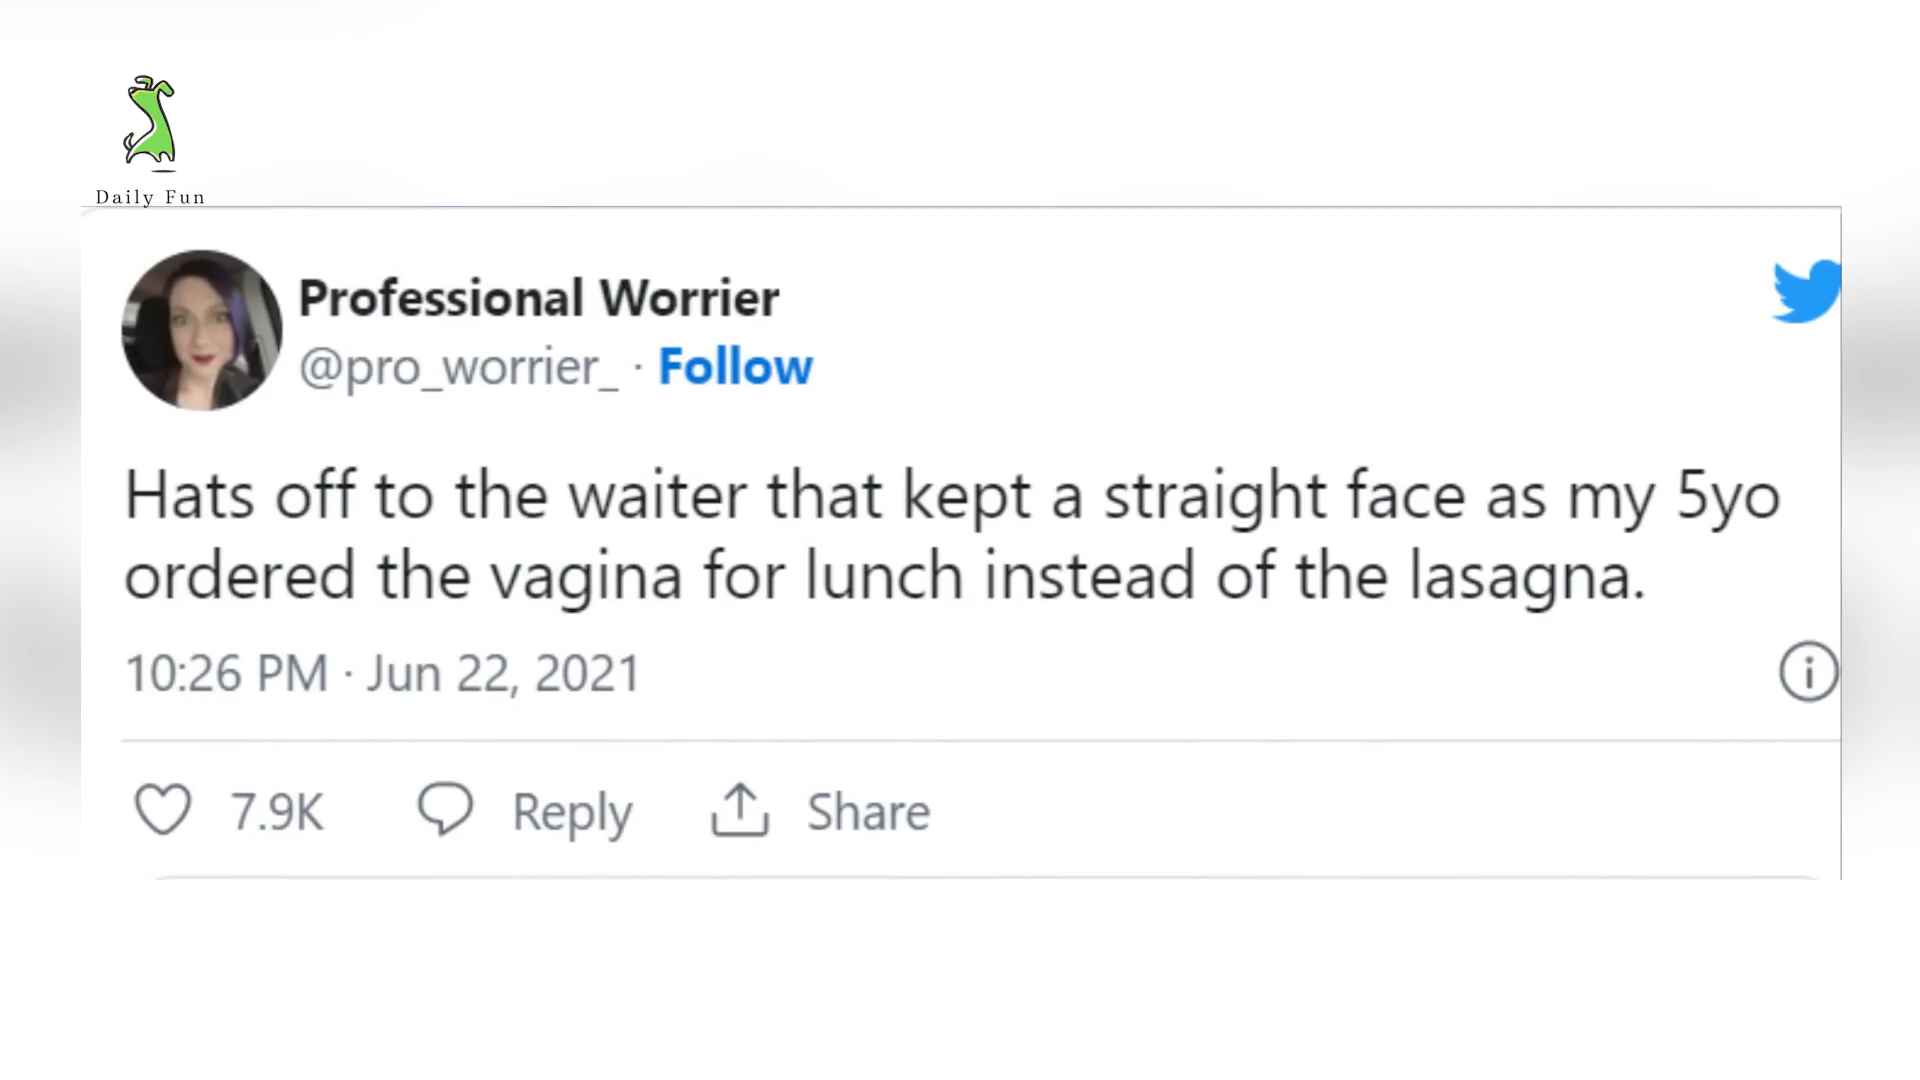 Daily Fun
Professional Worrier
@pro_worrier_ · Follow
Hats off to the waiter that kept a straight face as my 5yo
ordered the vagina for lunch instead of the lasagna.
10:26 PM · Jun 22, 2021
7.9K Reply Share